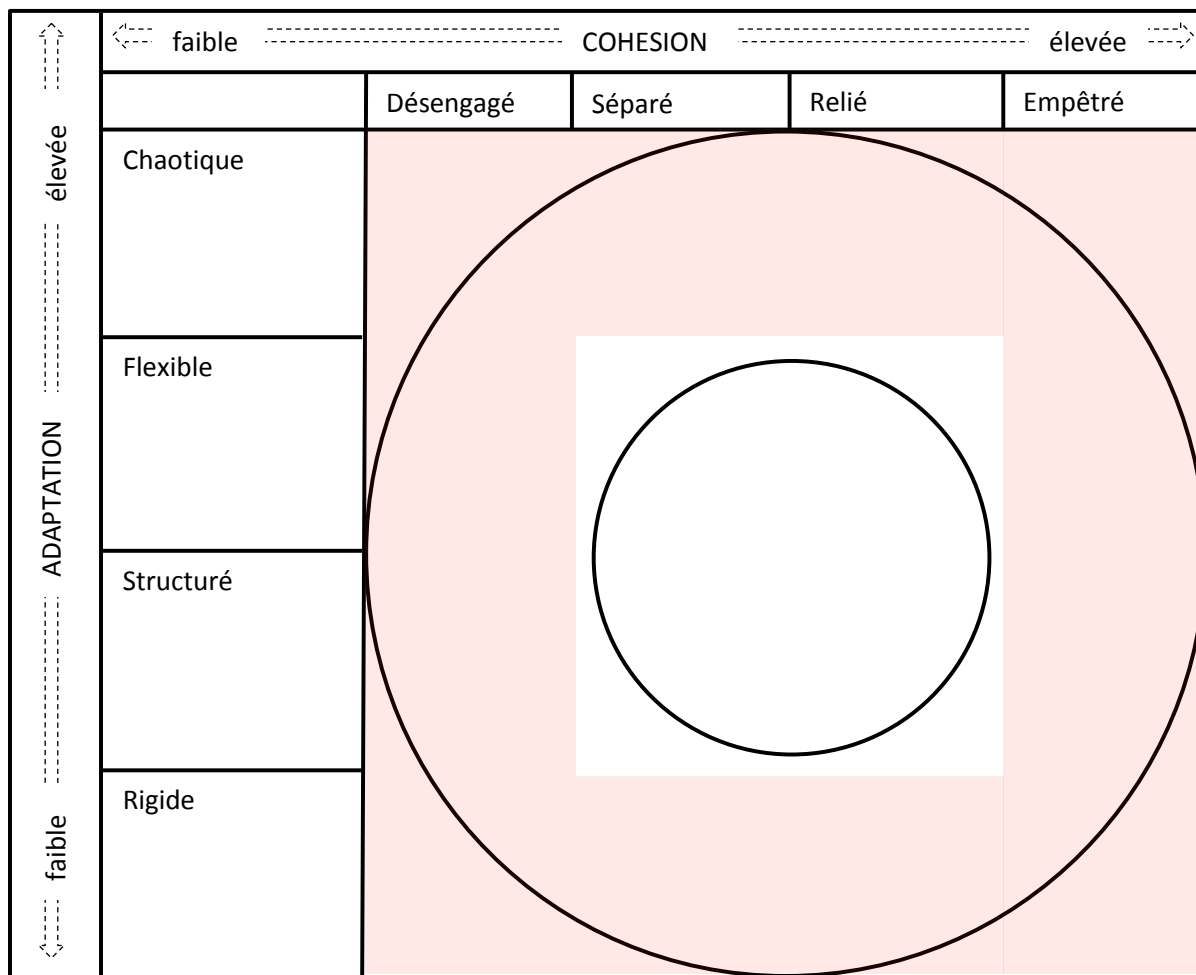 faible COHESION élevée
Désengagé Séparé Relié Empêtré
élevée
ADAPTATION
faible
Chaotique
Flexible
Structuré
Rigide